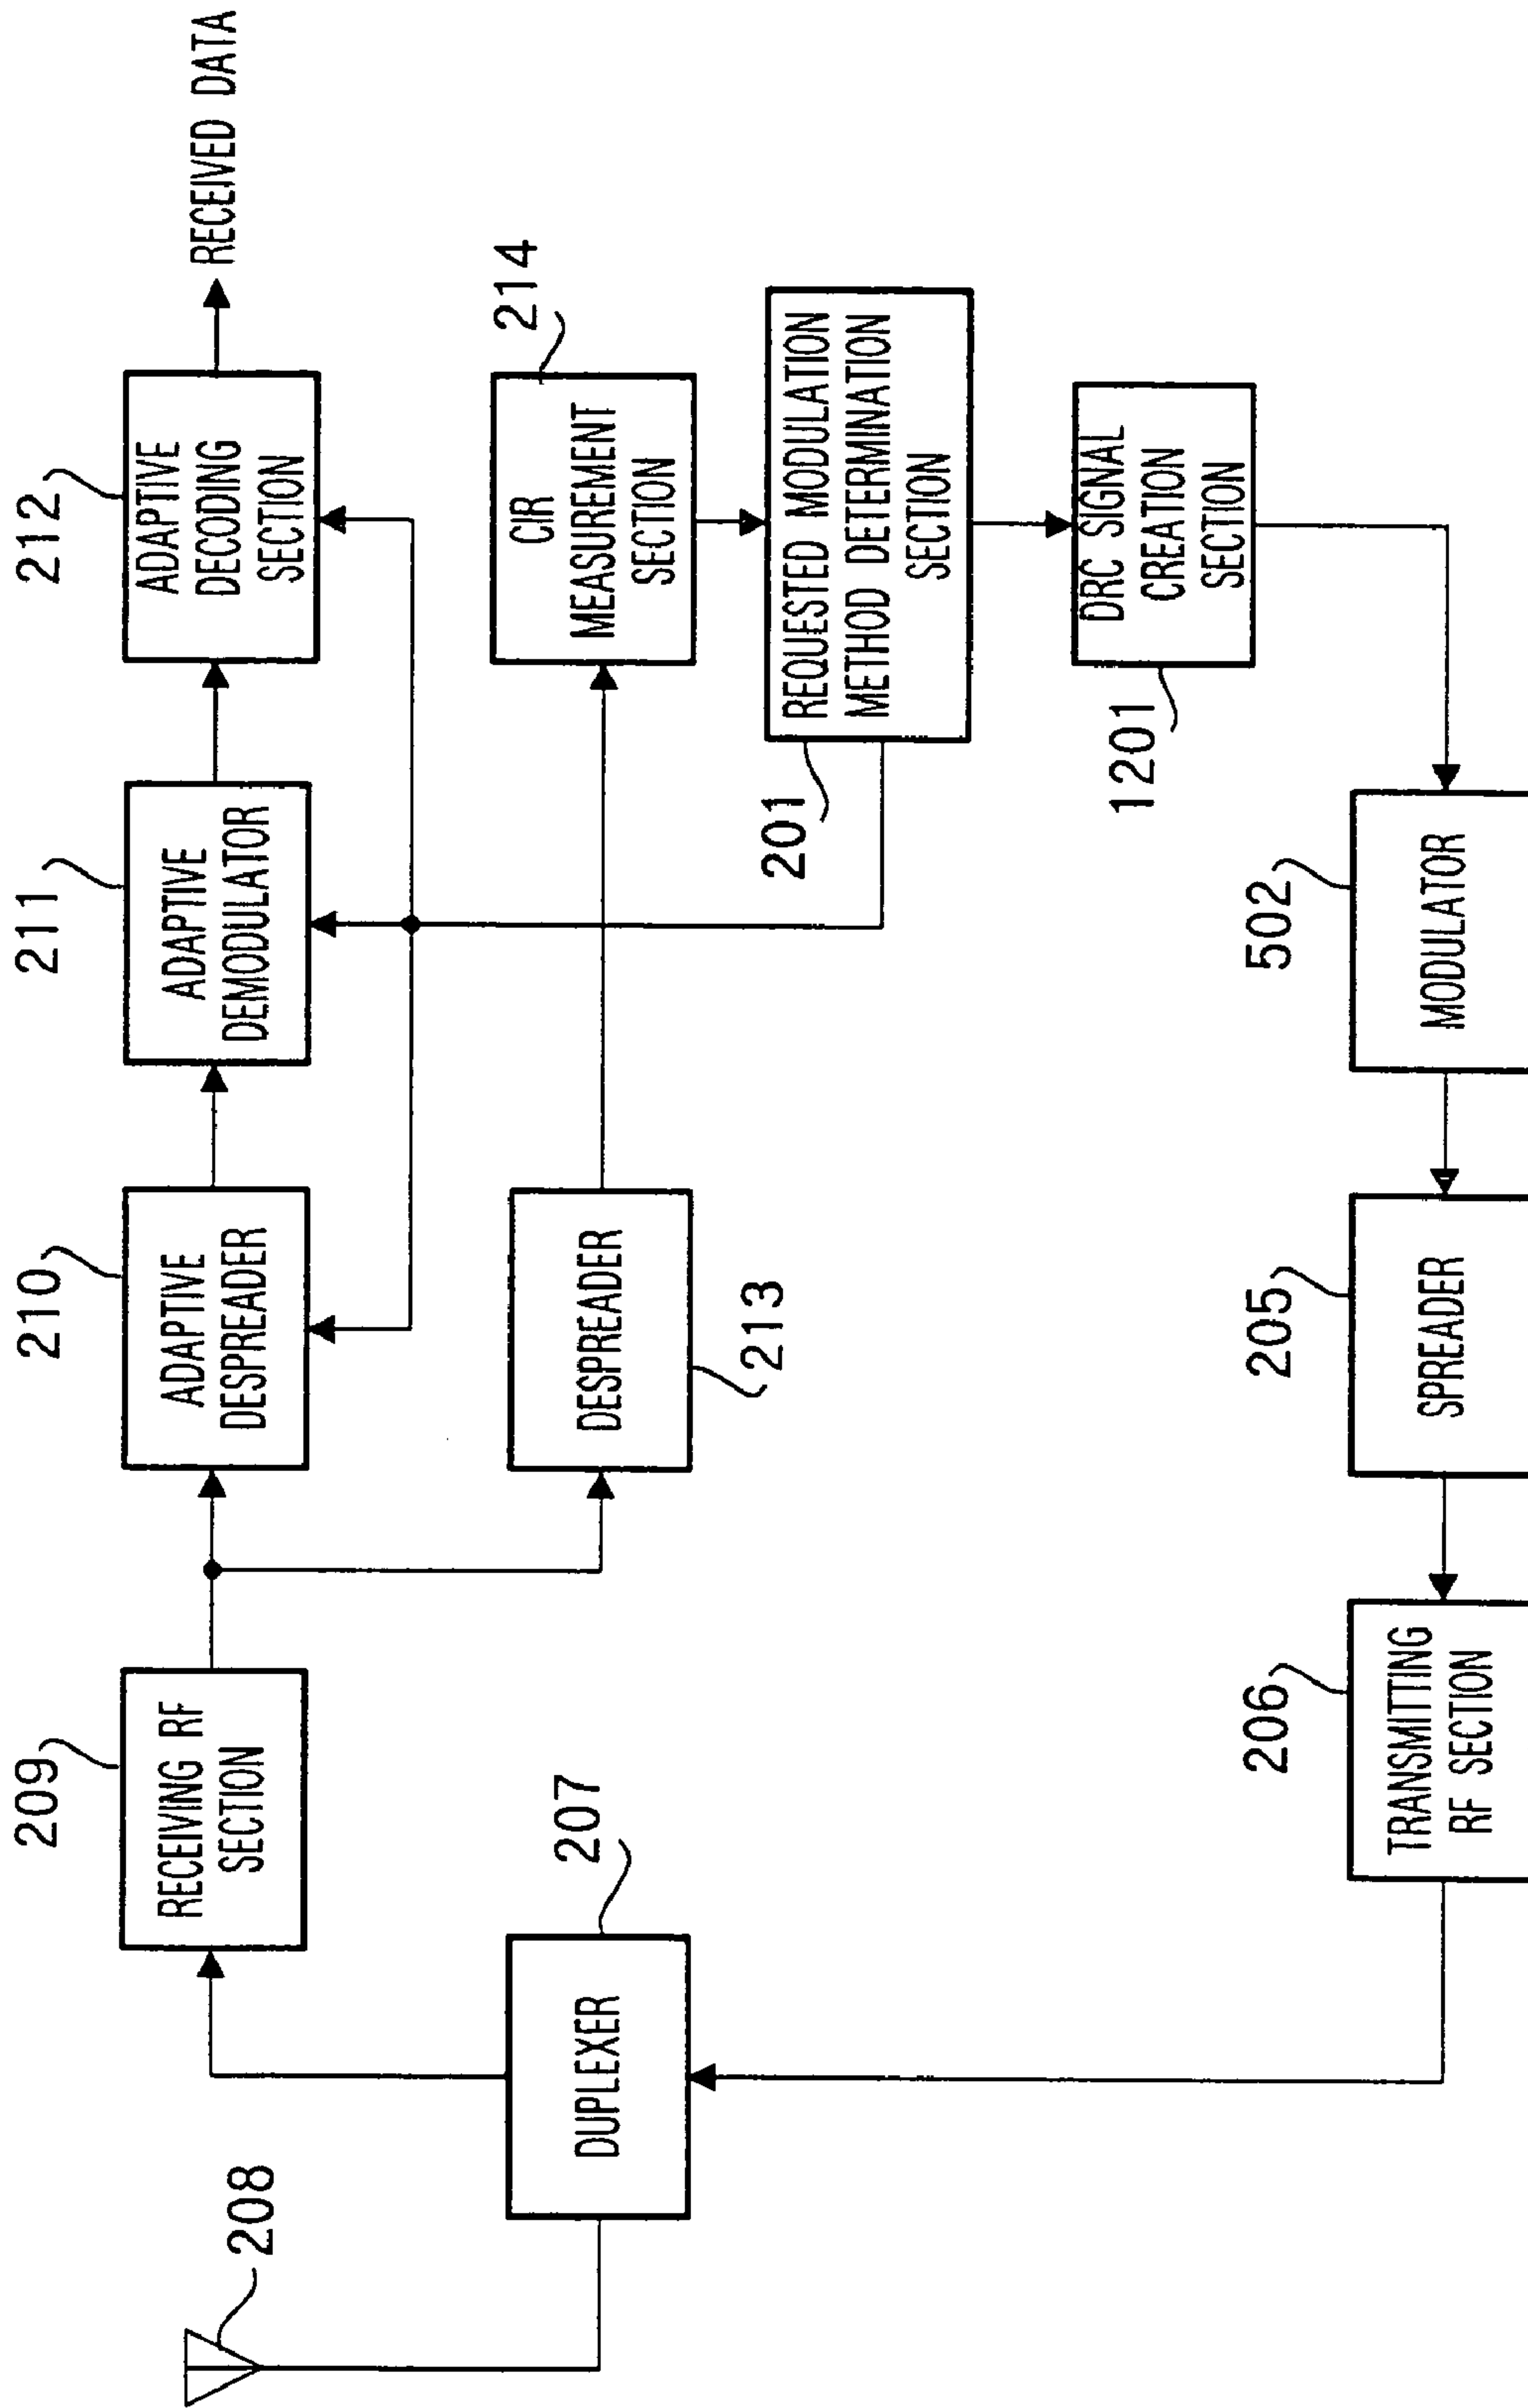 208
DUPLEXER
207
209
RECEIVING RF
SECTION
210
ADAPTIVE
DESPREADER
211
ADAPTIVE
DEMODULATOR
212
ADAPTIVE
DECODING
SECTION
RECEIVED DATA
DESPREADER
213
CIR
MEASUREMENT
SECTION
214
REQUESTED MODULATION
METHOD DETERMINATION
SECTION
201
DRC SIGNAL
CREATION
SECTION
1201
206
TRANSMITTING
RF SECTION
205
SPREADER
502
MODULATOR